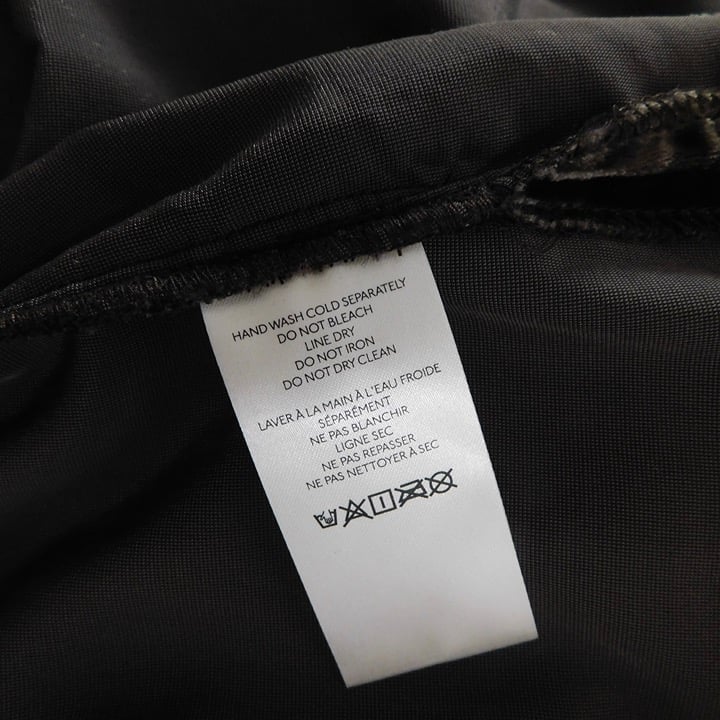 HAND WASH COLD SEPARATELY
DO NOT BLEACH
LINE DRY
DO NOT IRON
DO NOT DRY CLEAN
LAVER À LA MAIN À L'EAU FROIDE
SÉPARÉMENT
NE PAS BLANCHIR
LIGNE SEC
NE PAS REPASSER
NE PAS NETTOYER À SEC